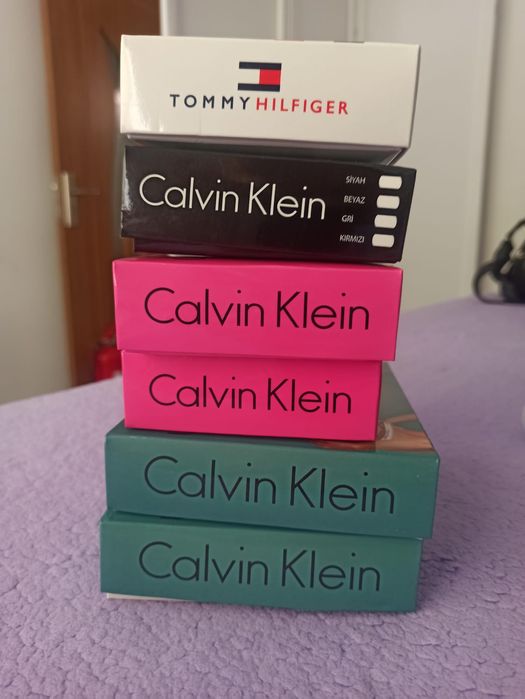 TOMMY HILFIGER
Calvin Klein
SİYAH
BEYAZ
GRİ
KIRMIZI
Calvin Klein
Calvin Klein
Calvin Klein
Calvin Klein